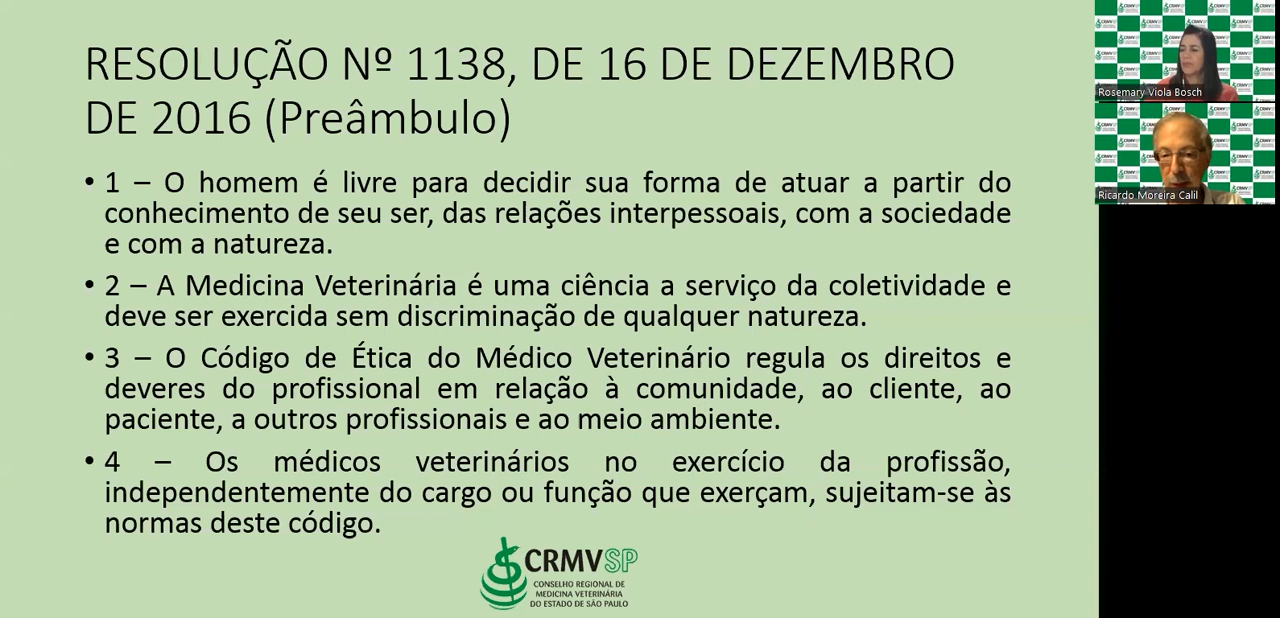 RESOLUÇÃO Nº 1138, DE 16 DE DEZEMBRO
DE 2016 (Preâmbulo)
• 1 – O homem é livre para decidir sua forma de atuar a partir do
conhecimento de seu ser, das relações interpessoais, com a sociedade
e com a natureza.
• 2 – A Medicina Veterinária é uma ciência a serviço da coletividade e
deve ser exercida sem discriminação de qualquer natureza.
• 3 – O Código de Ética do Médico Veterinário regula os direitos e
deveres do profissional em relação à comunidade, ao cliente, ao
paciente, a outros profissionais e ao meio ambiente.
• 4 – Os médicos veterinários no exercício da profissão,
independentemente do cargo ou função que exerçam, sujeitam-se às
normas deste código.
CRMVSP
CONSELHO REGIONAL DE
MEDICINA VETERINÁRIA
DO ESTADO DE SÃO PAULO
Rosemary Viola Bosch
Ricardo Moreira Calil